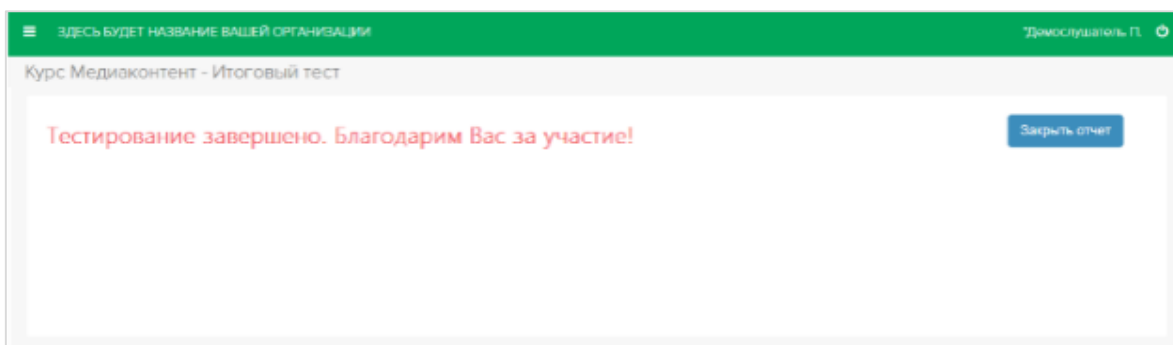 ЗДЕСЬ БУДЕТ НАЗВАНИЕ ВАШЕЙ ОРГАНИЗАЦИИ
"Демослушатель П.
Курс Медиаконтент - Итоговый тест
Тестирование завершено. Благодарим Вас за участие!
Закрыть отчет